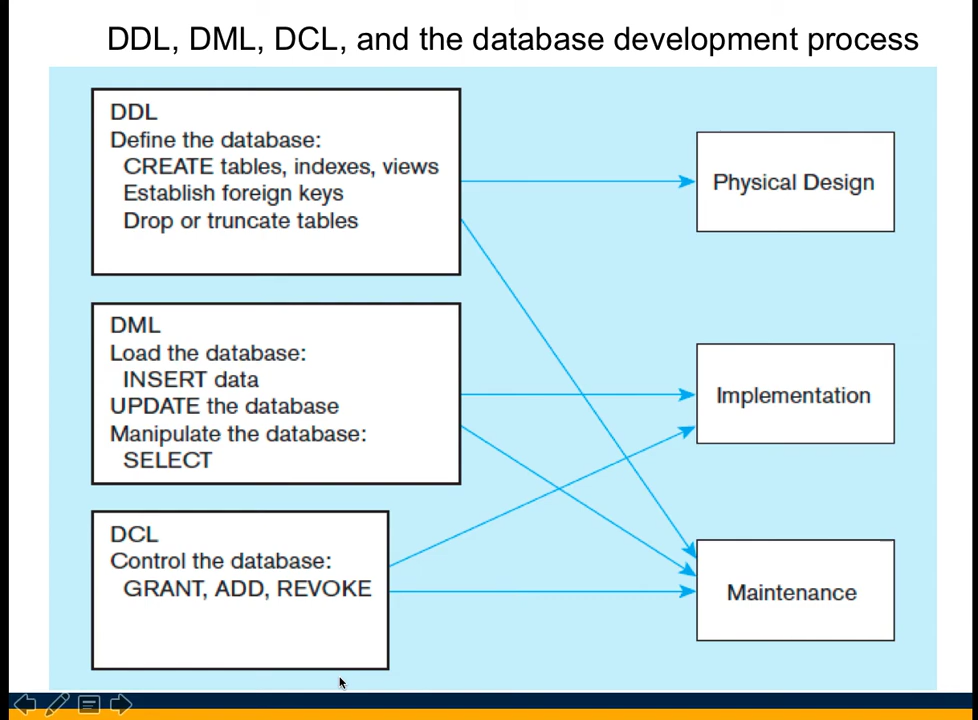 DDL, DML, DCL, and the database development process
DDL
Define the database:
CREATE tables, indexes, views
Establish foreign keys
Drop or truncate tables
Physical Design
DML
Load the database:
INSERT data
UPDATE the database
Manipulate the database:
SELECT
Implementation
DCL
Control the database:
GRANT, ADD, REVOKE
Maintenance